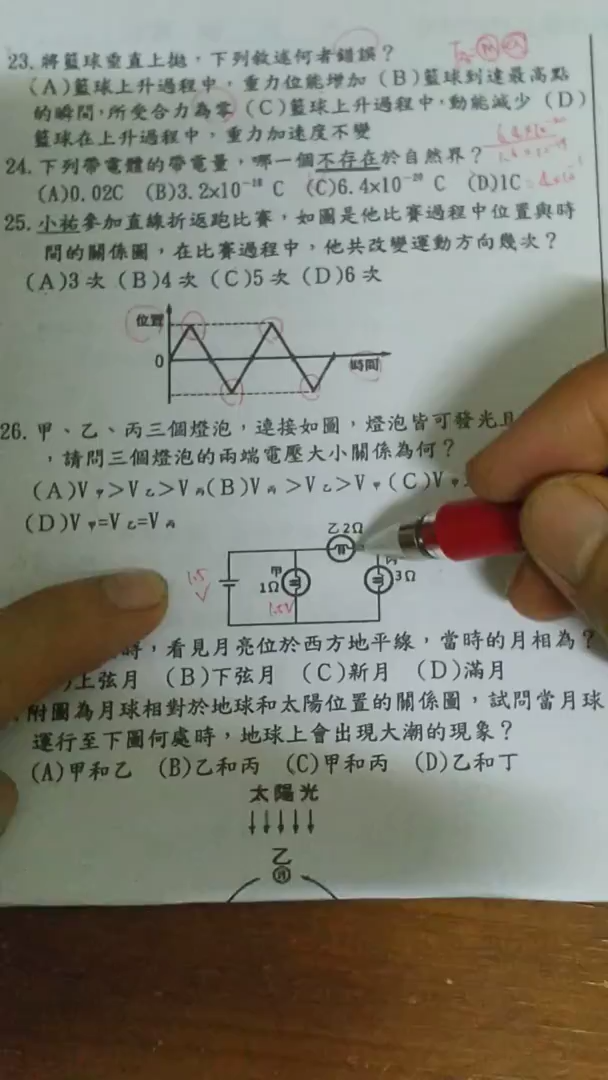 23. 將籃球垂直上拋，下列敘述何者錯誤？
(A)籃球上升過程中，重力位能增加 (B)籃球到達最高點
的瞬間，所受合力為零 (C)籃球上升過程中，動能減少 (D)
籃球在上升過程中，重力加速度不變
24. 下列帶電體的帶電量，哪一個不存在於自然界？
(A)0.02C (B)3.2x10⁻¹⁸ C (C)6.4x10⁻²⁰ C (D)1C
25. 小祐參加直線折返跑比賽，如圖是他比賽過程中位置與時
間的關係圖，在比賽過程中，他共改變運動方向幾次？
(A)3次 (B)4次 (C)5次 (D)6次
位置
0
時間
26. 甲、乙、丙三個燈泡，連接如圖，燈泡皆可發光且
，請問三個燈泡的兩端電壓大小關係為何？
(A)V甲>V乙>V丙 (B)V丙>V乙>V甲 (C)V甲
(D)V甲=V乙=V丙
乙2Ω
甲
1Ω
3Ω
1.5
V
1.5V
時，看見月亮位於西方地平線，當時的月相為？
上弦月 (B)下弦月 (C)新月 (D)滿月
附圖為月球相對於地球和太陽位置的關係圖，試問當月球
運行至下圖何處時，地球上會出現大潮的現象？
(A)甲和乙 (B)乙和丙 (C)甲和丙 (D)乙和丁
太陽光
乙
月